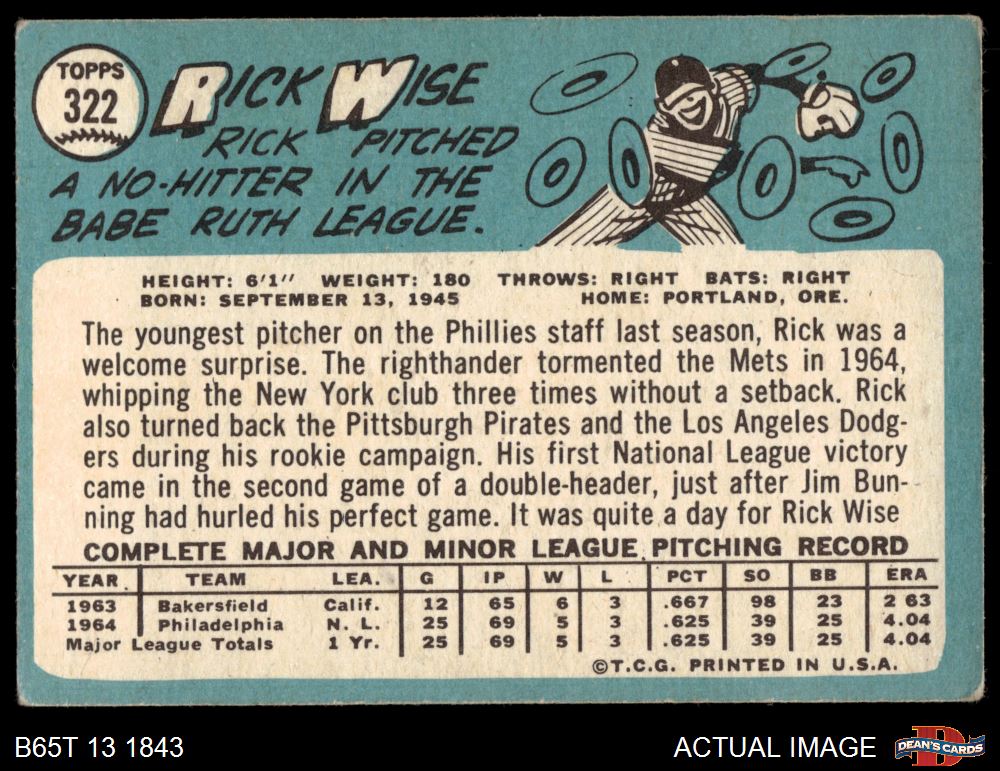 TOPPS
322
RICK WISE
RICK PITCHED
A NO-HITTER IN THE
BABE RUTH LEAGUE.
HEIGHT: 6'1" WEIGHT: 180 THROWS: RIGHT BATS: RIGHT
BORN: SEPTEMBER 13, 1945 HOME: PORTLAND, ORE.
The youngest pitcher on the Phillies staff last season, Rick was a
welcome surprise. The righthander tormented the Mets in 1964,
whipping the New York club three times without a setback. Rick
also turned back the Pittsburgh Pirates and the Los Angeles Dodg-
ers during his rookie campaign. His first National League victory
came in the second game of a double-header, just after Jim Bun-
ning had hurled his perfect game. It was quite a day for Rick Wise
COMPLETE MAJOR AND MINOR LEAGUE PITCHING RECORD
YEAR TEAM LEA. G IP W L PCT SO BB ERA
1963 Bakersfield Calif. 12 65 6 3 .667 98 23 2 63
1964 Philadelphia N. L. 25 69 5 3 .625 39 25 4.04
Major League Totals 1 Yr. 25 69 5 3 .625 39 25 4.04
©T.C.G. PRINTED IN U.S.A.
B65T 13 1843
ACTUAL IMAGE
D
DEAN'S CARDS